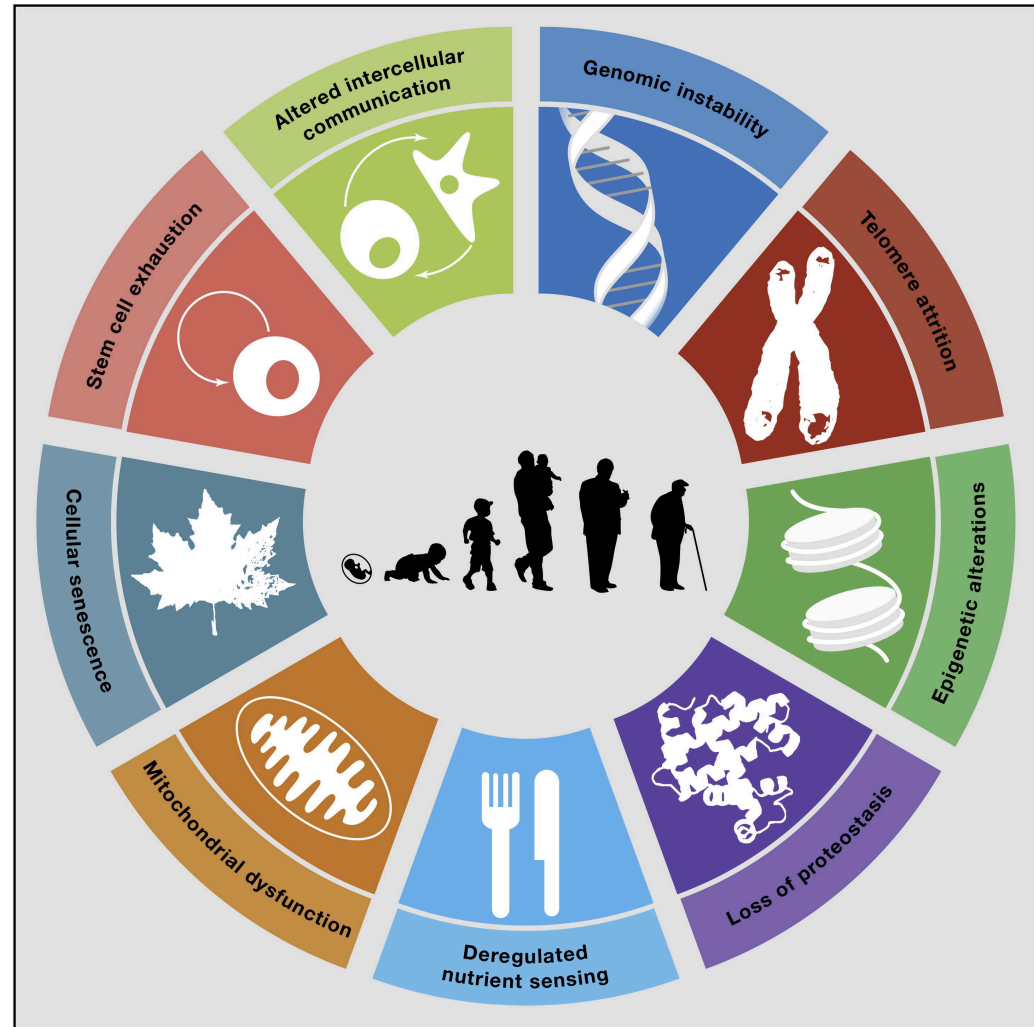 Genomic instability
Telomere attrition
Epigenetic alterations
Loss of proteostasis
Deregulated
nutrient sensing
Mitochondrial dysfunction
Cellular senescence
Stem cell exhaustion
Altered intercellular
communication